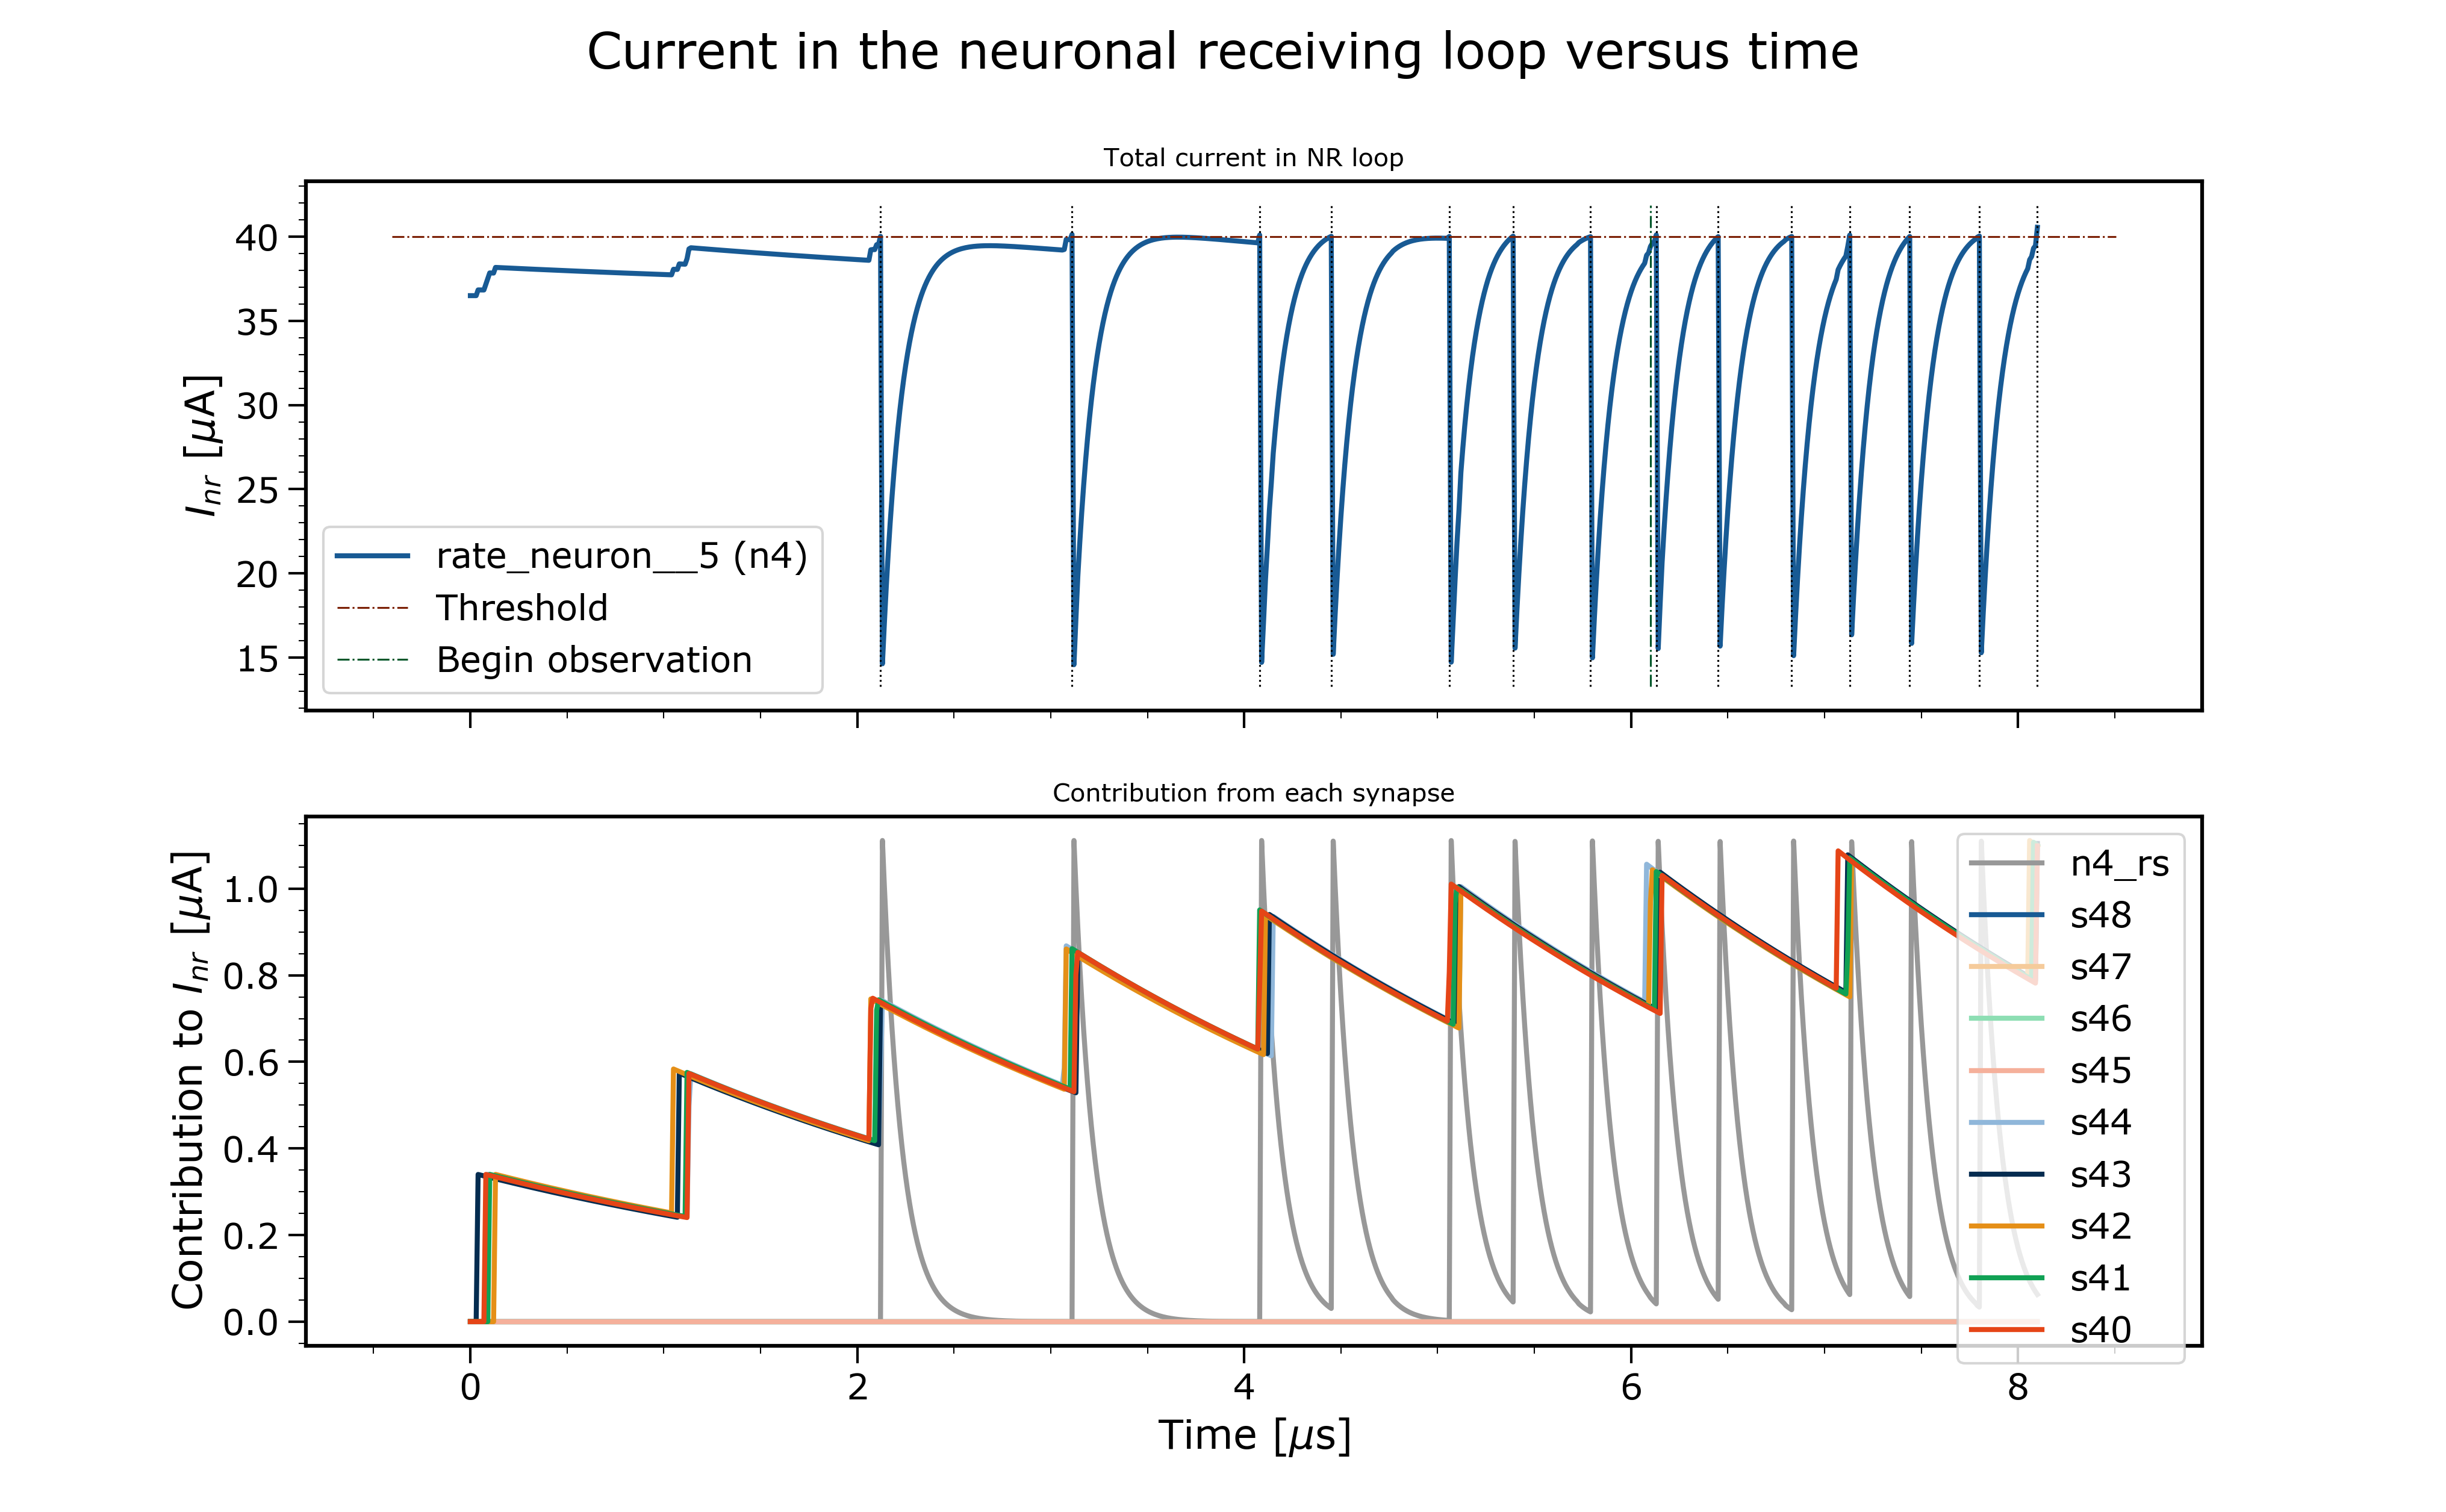 Current in the neuronal receiving loop versus time
Total current in NR loop
40
35
30
25
20
15
I_nr [μA]
rate_neuron__5 (n4)
Threshold
Begin observation
Contribution from each synapse
1.0
0.8
0.6
0.4
0.2
0.0
Contribution to I_nr [μA]
n4_rs
s48
s47
s46
s45
s44
s43
s42
s41
s40
0 2 4 6 8
Time [μs]